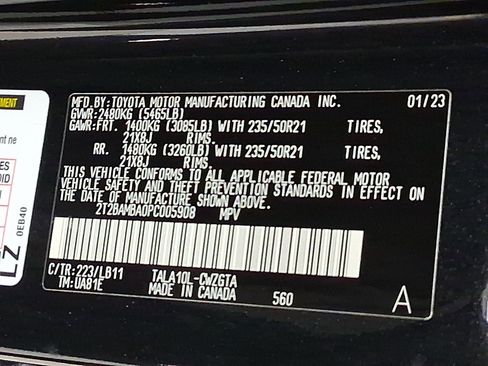 MFD.BY:TOYOTA MOTOR MANUFACTURING CANADA INC. 01/23
GVWR:2480KG (5465LB)
GAWR:FRT. 1400KG (3085LB) WITH 235/50R21 TIRES,
21X8J RIMS.
RR. 1480KG (3260LB) WITH 235/50R21 TIRES,
21X8J RIMS.
THIS VEHICLE CONFORMS TO ALL APPLICABLE FEDERAL MOTOR
VEHICLE SAFETY AND THEFT PREVENTION STANDARDS IN EFFECT ON
THE DATE OF MANUFACTURE SHOWN ABOVE.
2T2BAMBA0PC005908 MPV
C/TR:223/LB11 TALA10L-CWZGTA
TM:UA81E MADE IN CANADA 560
A
0EB40
LZ